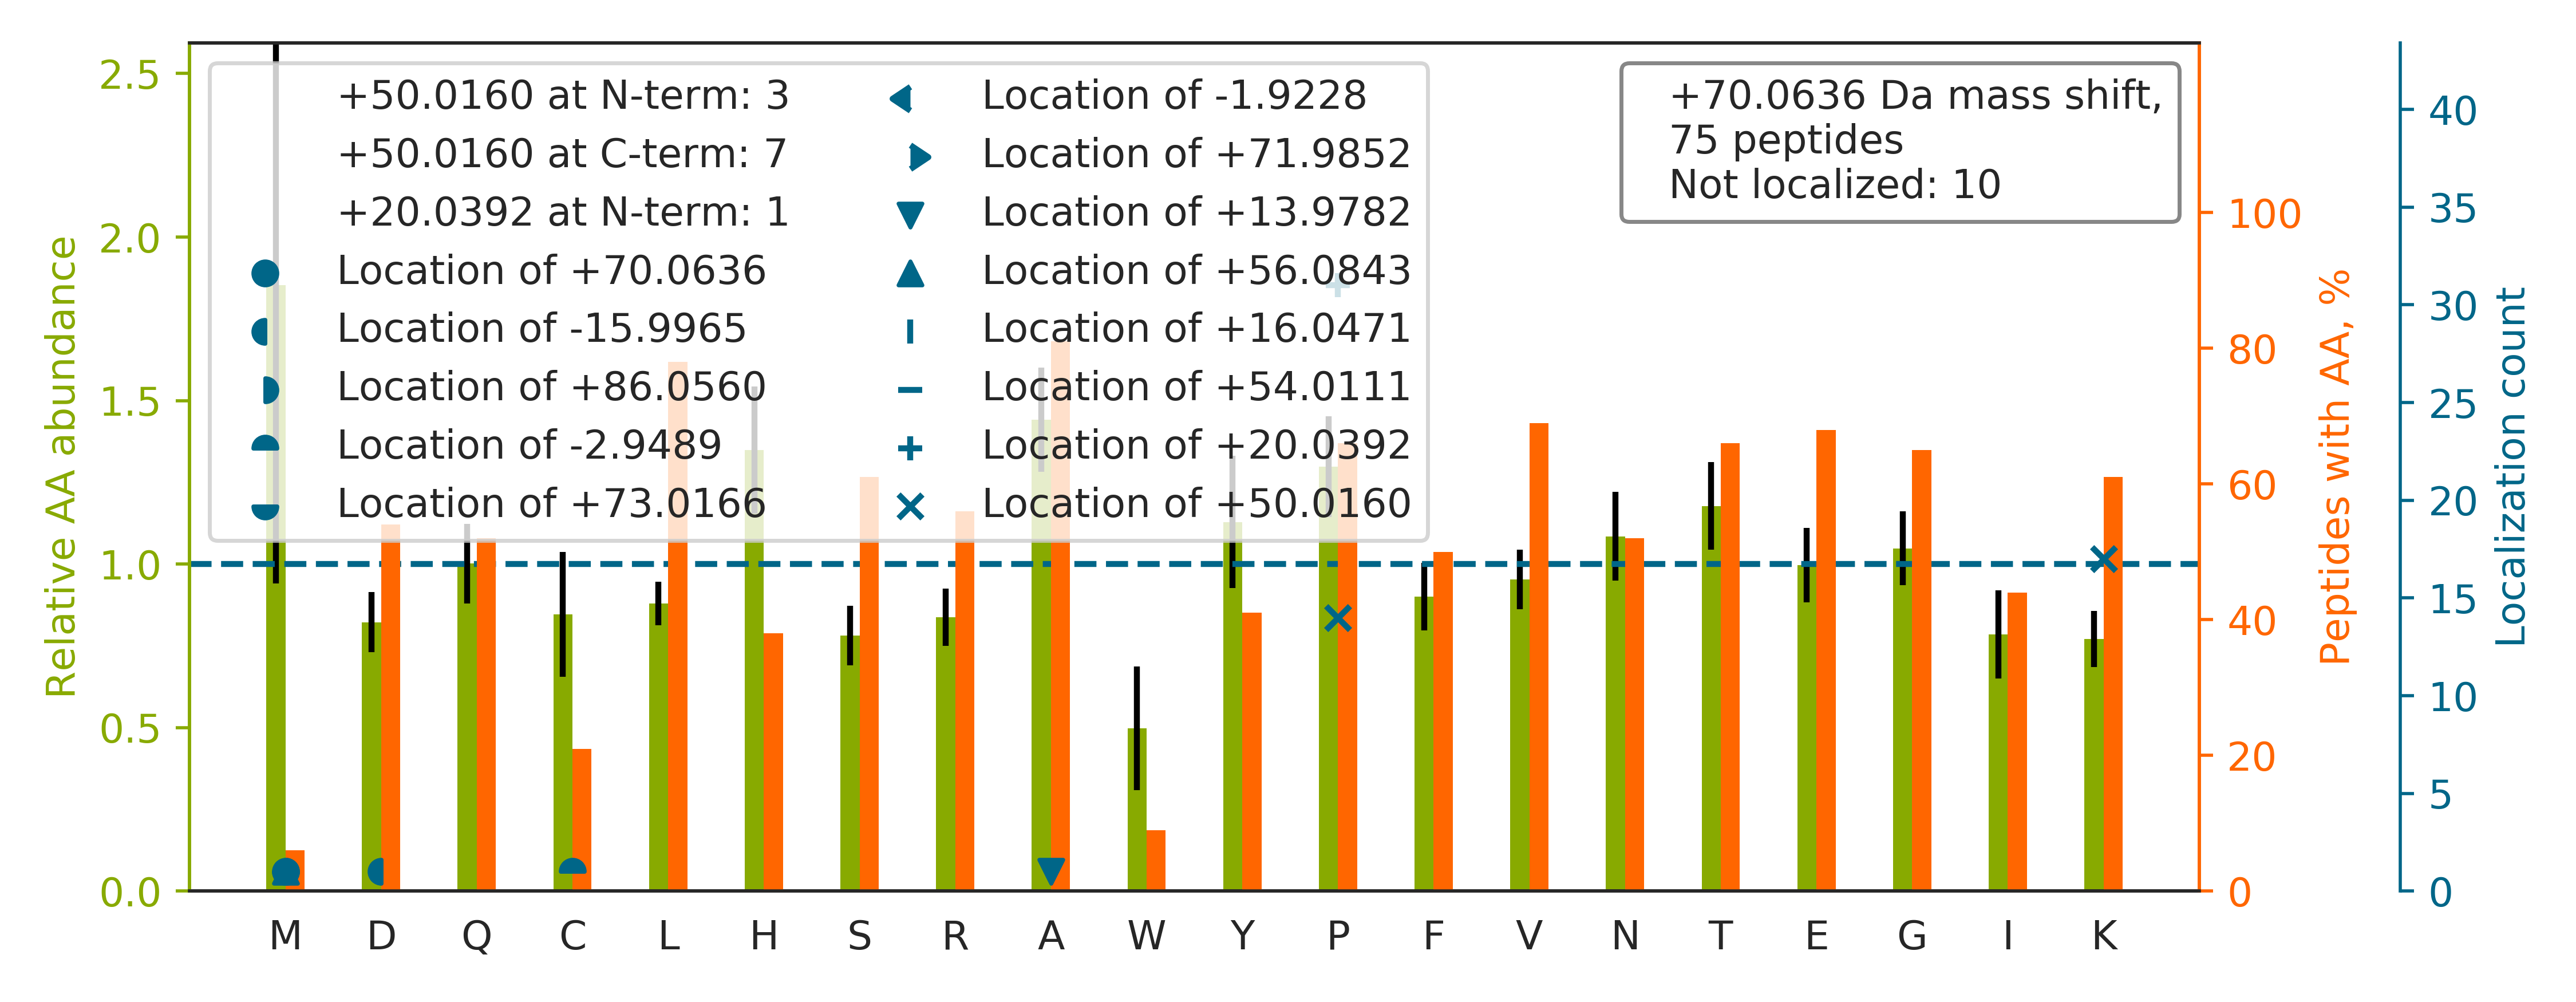 +50.0160 at N-term: 3
+50.0160 at C-term: 7
+20.0392 at N-term: 1
Location of +70.0636
Location of -15.9965
Location of +86.0560
Location of -2.9489
Location of +73.0166
Location of -1.9228
Location of +71.9852
Location of +13.9782
Location of +56.0843
Location of +16.0471
Location of +54.0111
Location of +20.0392
Location of +50.0160
+70.0636 Da mass shift,
75 peptides
Not localized: 10
Relative AA abundance
2.5
2.0
1.5
1.0
0.5
0.0
M D Q C L H S R A W Y P F V N T E G I K
100
80
60
40
20
0
Peptides with AA, %
40
35
30
25
20
15
10
5
0
Localization count